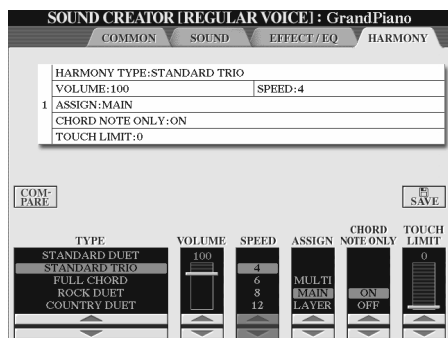 SOUND CREATOR [REGULAR VOICE] : GrandPiano
COMMON SOUND EFFECT / EQ HARMONY
HARMONY TYPE:STANDARD TRIO
VOLUME:100 SPEED:4
1 ASSIGN:MAIN
CHORD NOTE ONLY:ON
TOUCH LIMIT:0
COM-
PARE
SAVE
TYPE VOLUME SPEED ASSIGN CHORD NOTE ONLY TOUCH LIMIT
STANDARD DUET 100 0
STANDARD TRIO 4
FULL CHORD 6 MULTI
ROCK DUET 8 MAIN ON
COUNTRY DUET 12 LAYER OFF